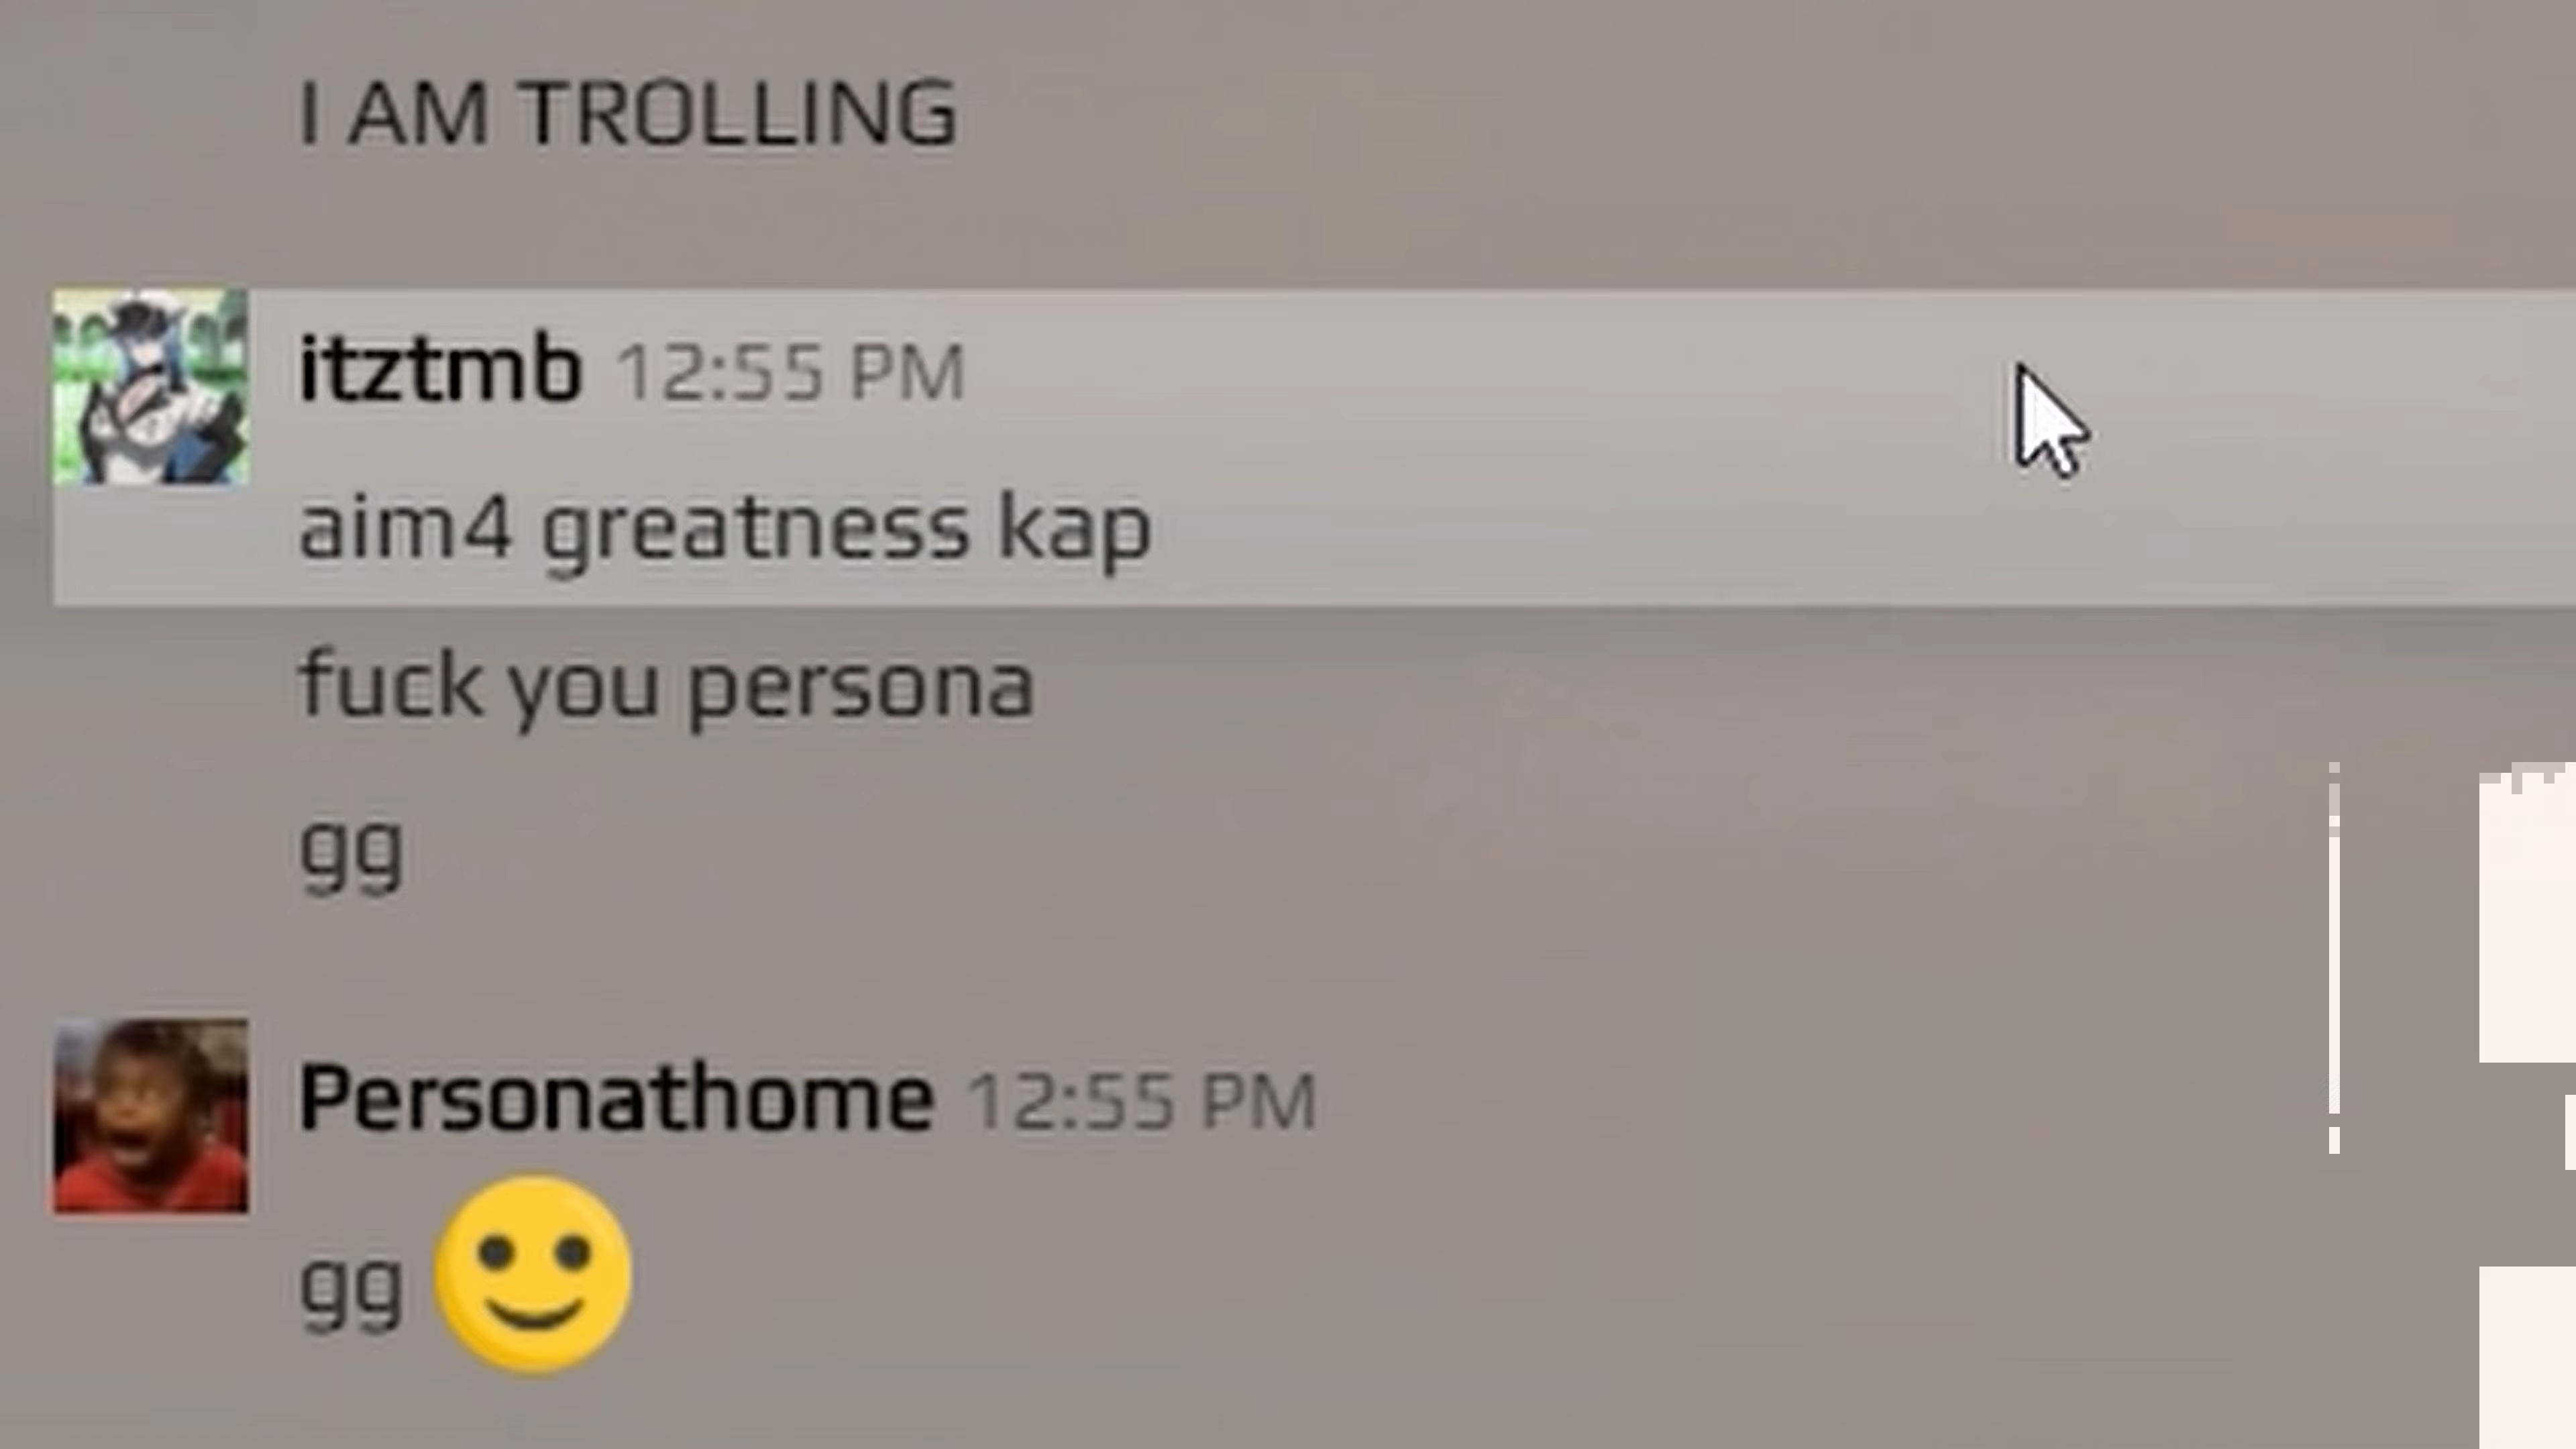 I AM TROLLING
itztmb 12:55 PM
aim4 greatness kap
fuck you persona
gg
Personathome 12:55 PM
gg 🙂